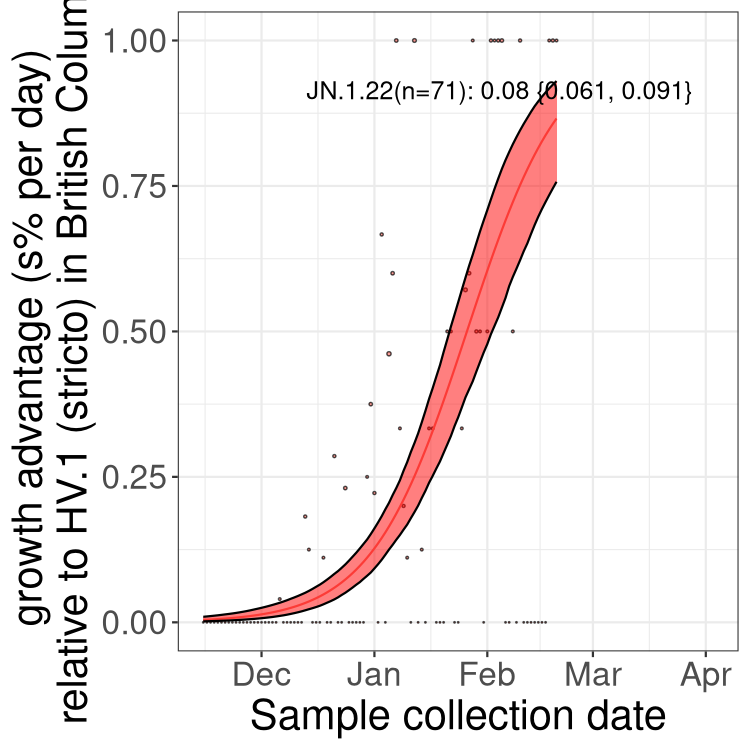 growth advantage (s% per day)
relative to HV.1 (stricto) in British Colum
1.00
0.75
0.50
0.25
0.00
JN.1.22(n=71): 0.08 {0.061, 0.091}
Dec Jan Feb Mar Apr
Sample collection date